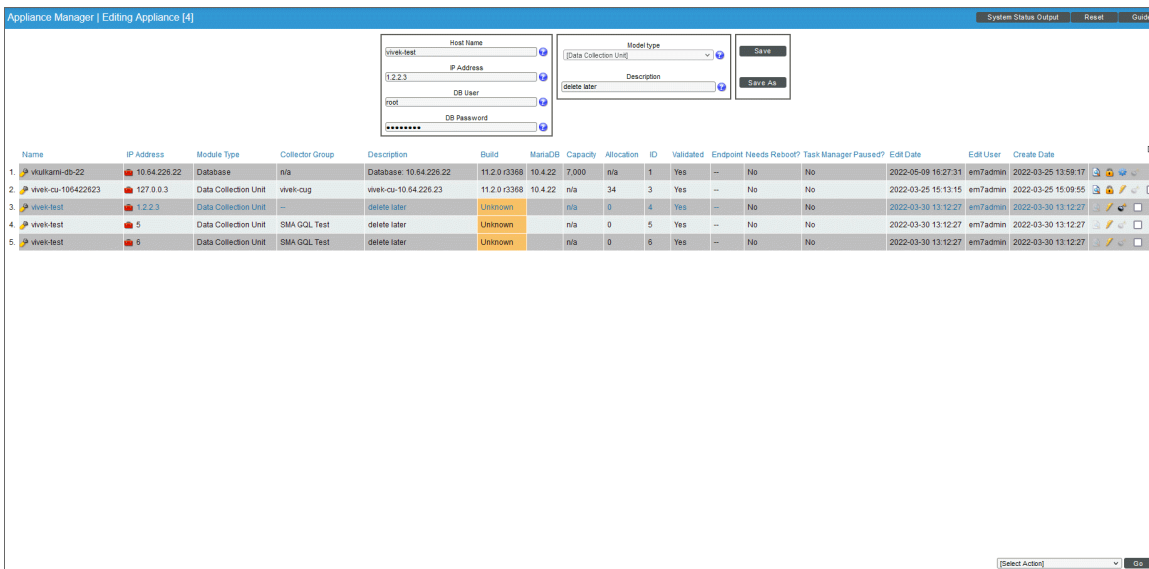 Appliance Manager | Editing Appliance [4] System Status Output Reset Guide
Host Name
vivek-test
IP Address
1.2.2.3
DB User
root
DB Password
••••••••
Model type
[Data Collection Unit]
Description
delete later
Save
Save As
Name IP Address Module Type Collector Group Description Build MariaDB Capacity Allocation ID Validated Endpoint Needs Reboot? Task Manager Paused? Edit Date Edit User Create Date
1. vkulkarni-db-22 10.64.226.22 Database n/a Database: 10.64.226.22 11.2.0 r3368 10.4.22 7,000 n/a 1 Yes -- No No 2022-05-09 16:27:31 em7admin 2022-03-25 13:59:17
2. vivek-cu-106422623 127.0.0.3 Data Collection Unit vivek-cug vivek-cu-10.64.226.23 11.2.0 r3368 10.4.22 n/a 34 3 Yes -- No No 2022-03-25 15:13:15 em7admin 2022-03-25 15:09:55
3. vivek-test 1.2.2.3 Data Collection Unit -- delete later Unknown n/a 0 4 Yes -- No No 2022-03-30 13:12:27 em7admin 2022-03-30 13:12:27
4. vivek-test 5 Data Collection Unit SMA GQL Test delete later Unknown n/a 0 5 Yes -- No No 2022-03-30 13:12:27 em7admin 2022-03-30 13:12:27
5. vivek-test 6 Data Collection Unit SMA GQL Test delete later Unknown n/a 0 6 Yes -- No No 2022-03-30 13:12:27 em7admin 2022-03-30 13:12:27
[Select Action] Go